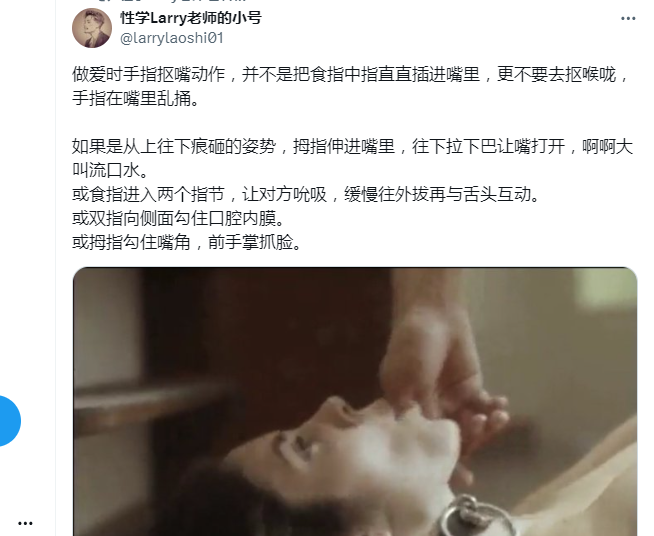 性学Larry老师的小号
@larrylaoshi01
做爱时手指抠嘴动作，并不是把食指中指直直插进嘴里，更不要去抠喉咙，
手指在嘴里乱捅。
如果是从上往下痕砸的姿势，拇指伸进嘴里，往下拉下巴让嘴打开，啊啊大
叫流口水。
或食指进入两个指节，让对方吮吸，缓慢往外拔再与舌头互动。
或双指向侧面勾住口腔内膜。
或拇指勾住嘴角，前手掌抓脸。